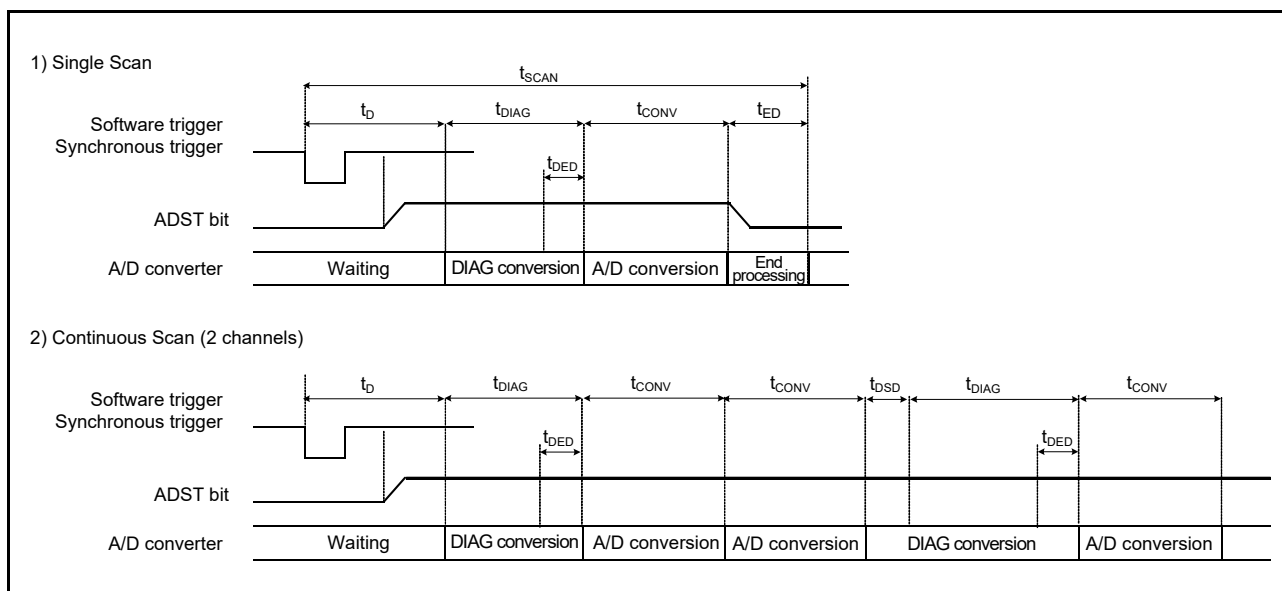 1) Single Scan
tSCAN
tD tDIAG tCONV tED
Software trigger
Synchronous trigger
tDED
ADST bit
A/D converter Waiting DIAG conversion A/D conversion End processing
2) Continuous Scan (2 channels)
tD tDIAG tCONV tCONV tDSD tDIAG tCONV
Software trigger
Synchronous trigger
tDED tDED
ADST bit
A/D converter Waiting DIAG conversion A/D conversion A/D conversion DIAG conversion A/D conversion